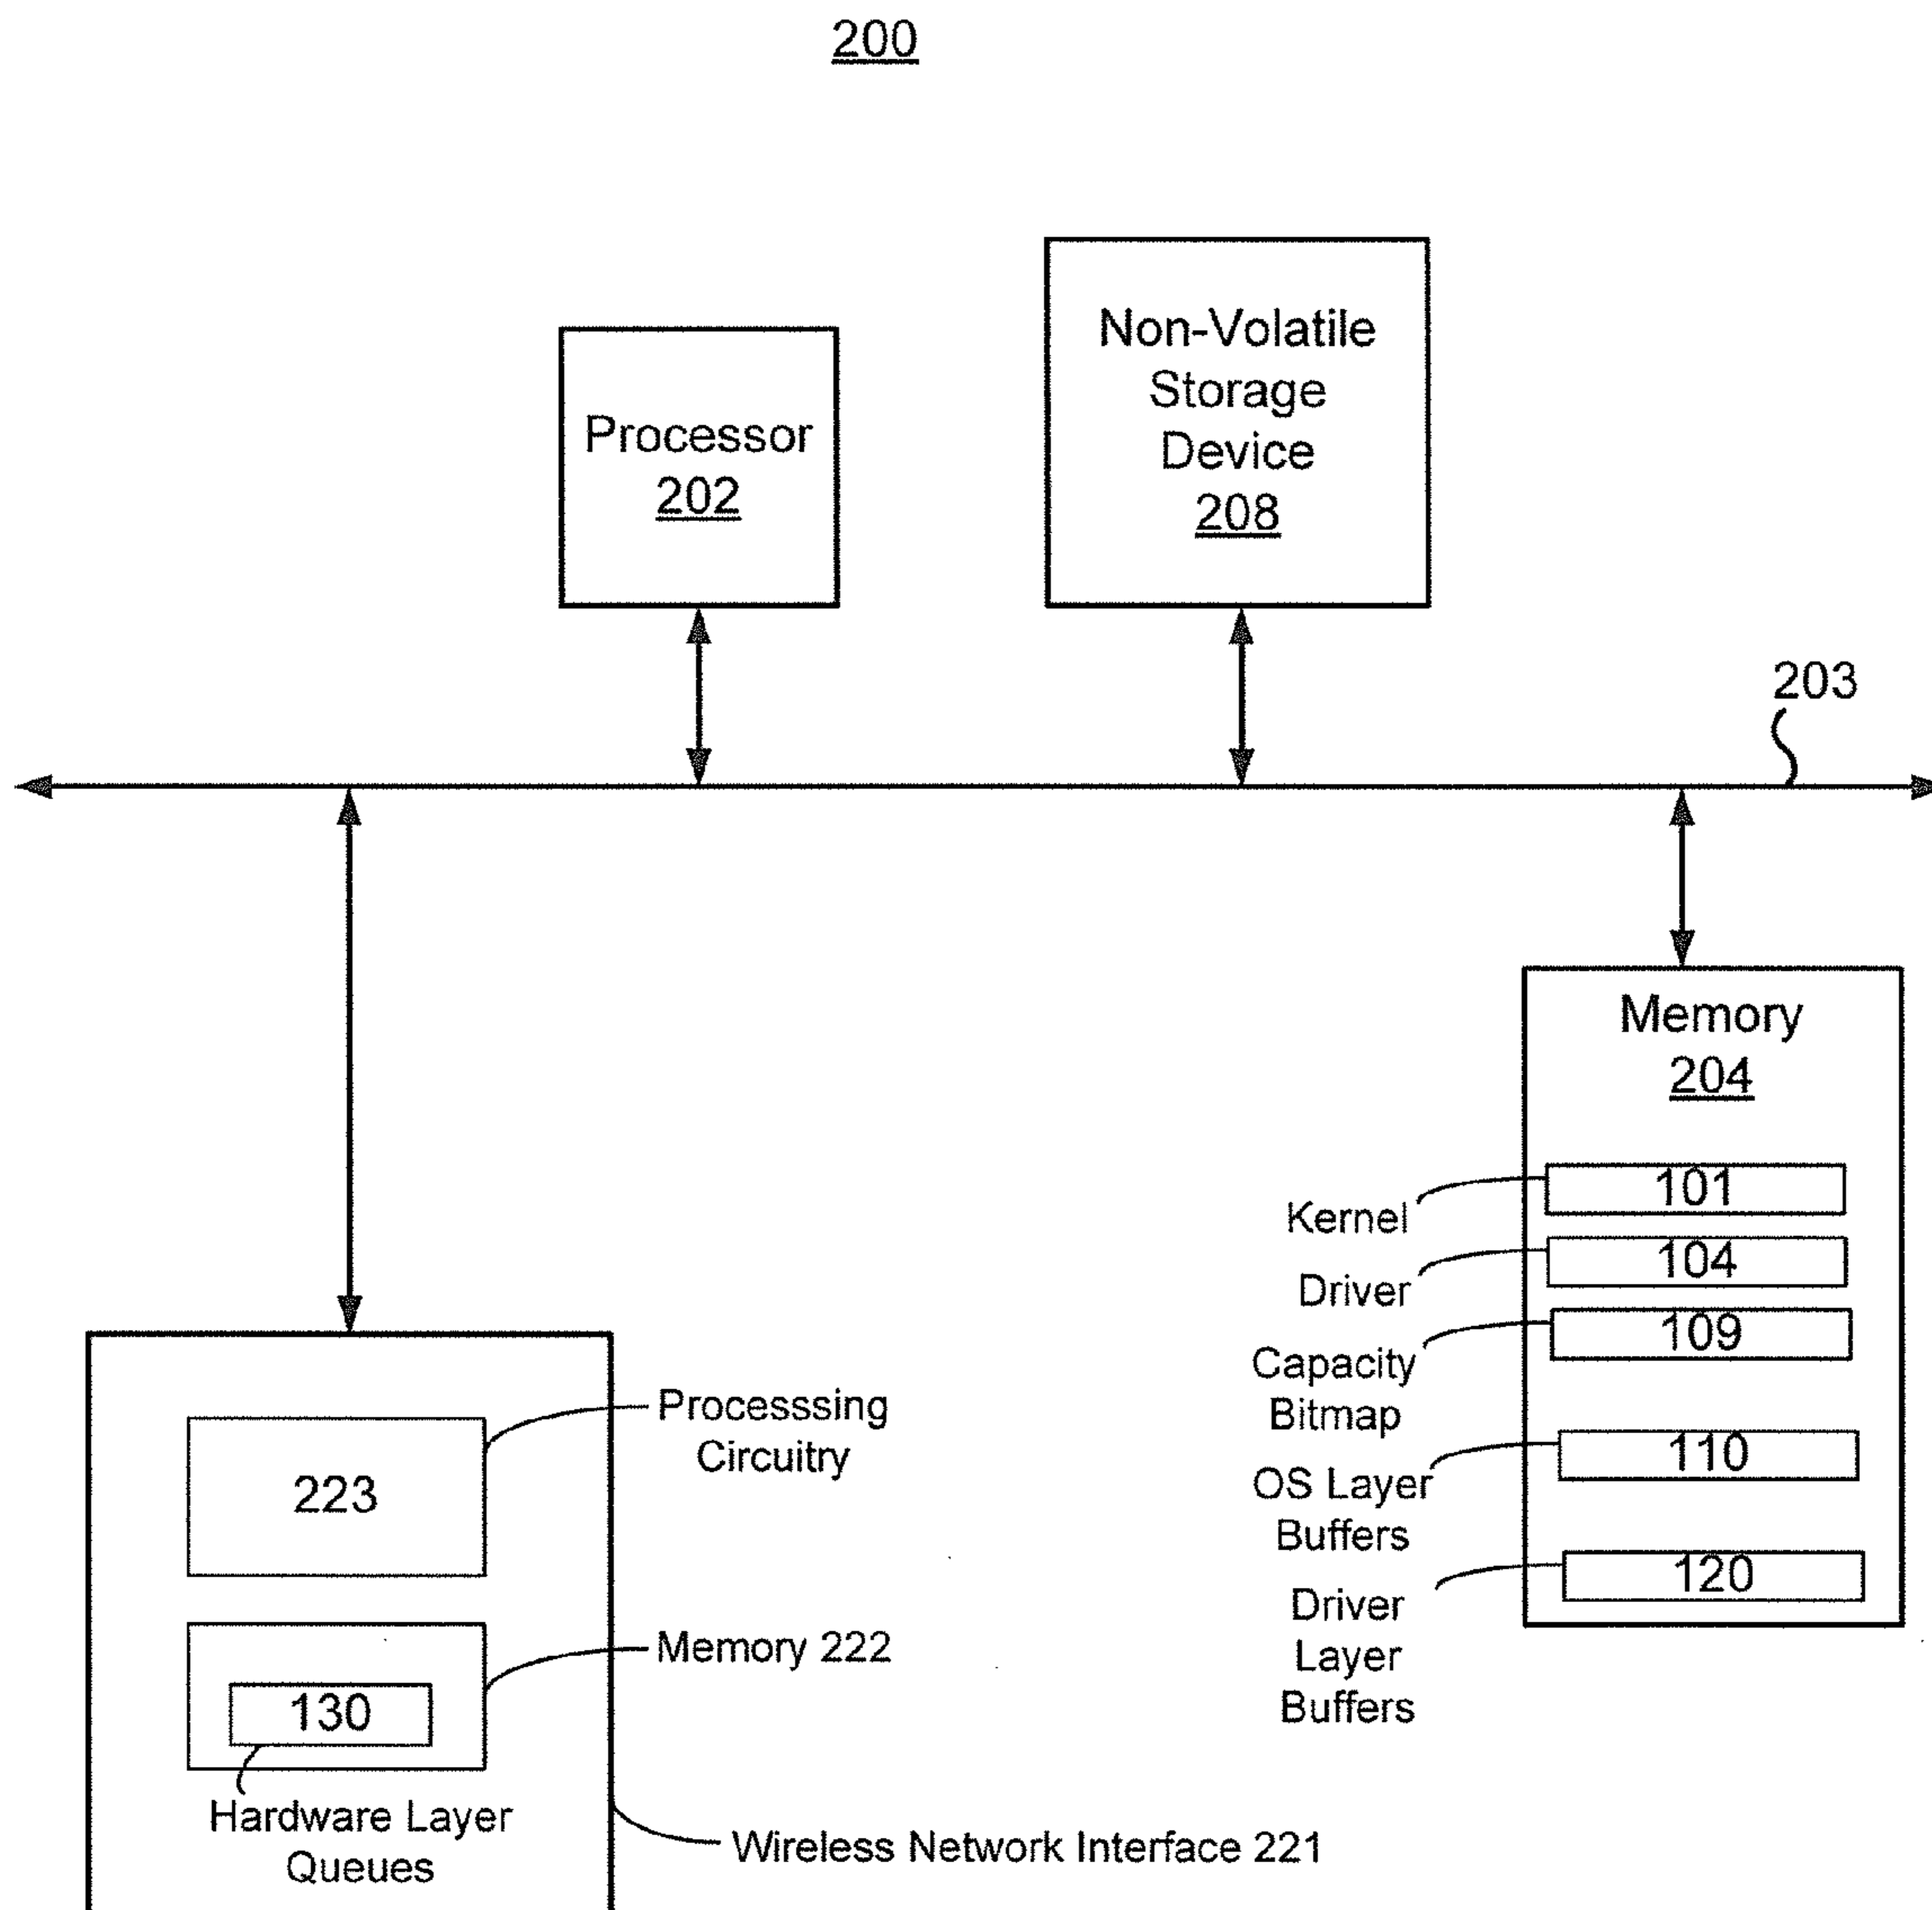 200
Processor
202
Non-Volatile
Storage
Device
208
203
Memory
204
Kernel
101
Driver
104
Capacity
Bitmap
109
OS Layer
Buffers
110
Driver
Layer
Buffers
120
223
Processsing
Circuitry
Memory 222
130
Hardware Layer
Queues
Wireless Network Interface 221